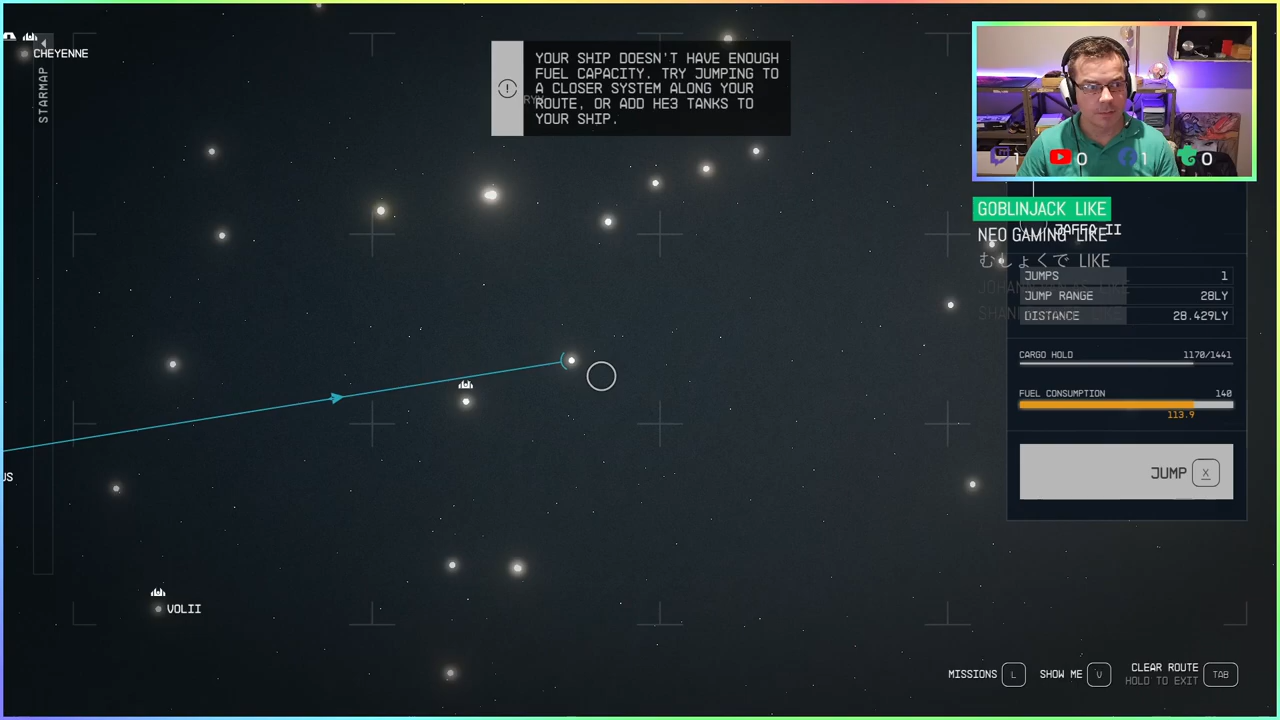 CHEYENNE
STARMAP
YOUR SHIP DOESN'T HAVE ENOUGH
FUEL CAPACITY. TRY JUMPING TO
A CLOSER SYSTEM ALONG YOUR
ROUTE, OR ADD HE3 TANKS TO
YOUR SHIP.
1
0
1
0
GOBLINJACK LIKE
JAFFA II
NEO GAMING LIKE
むしょくで LIKE
JUMPS 1
JUMP RANGE 28LY
DISTANCE 28.429LY
CARGO HOLD 1170/1441
FUEL CONSUMPTION 140
113.9
JUMP X
US
VOLII
MISSIONS L
SHOW ME V
CLEAR ROUTE
HOLD TO EXIT
TAB